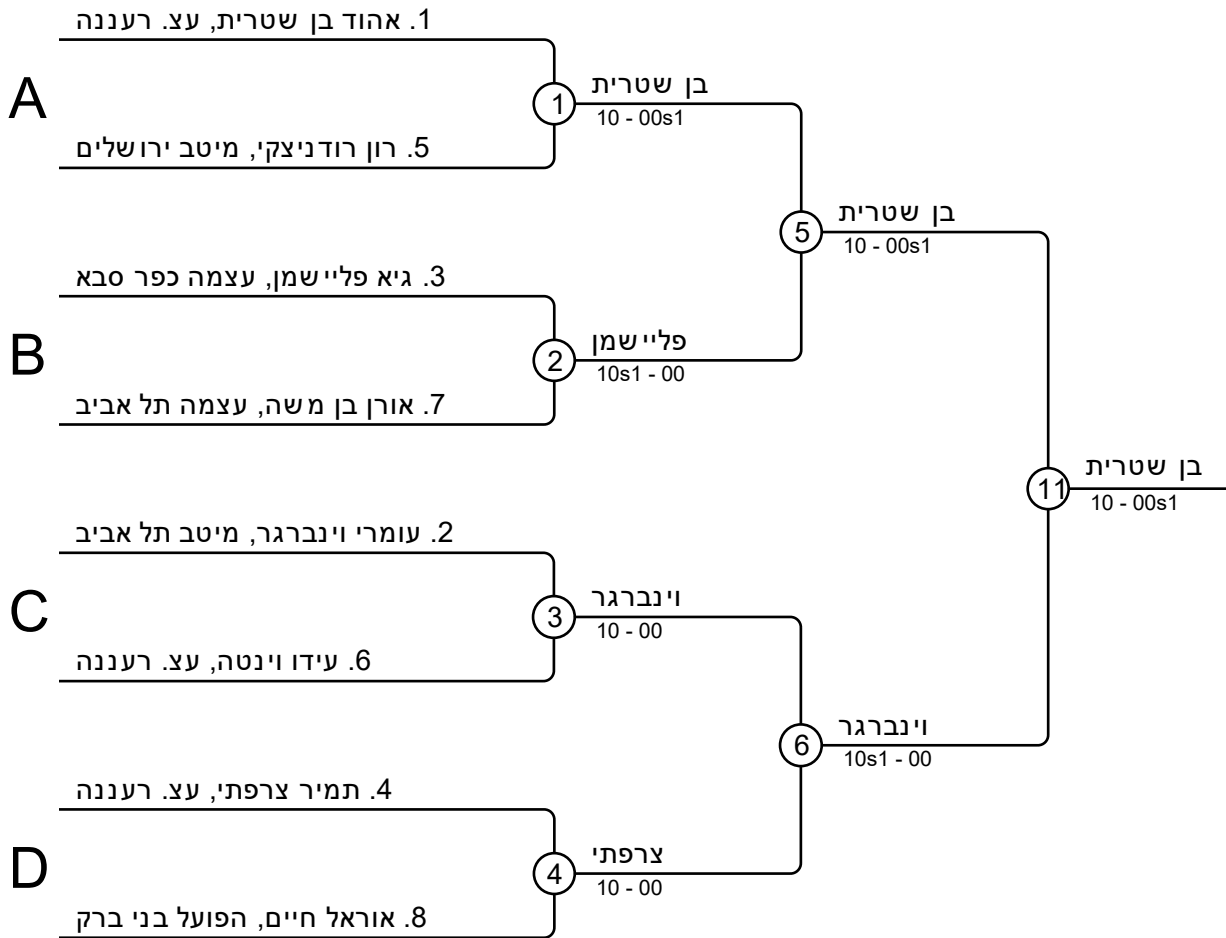 1. אהוד בן שטרית, עצ. רעננה
A
1
בן שטרית
10 - 00s1
5. רון רודניצקי, מיטב ירושלים
5
בן שטרית
10 - 00s1
3. גיא פליישמן, עצמה כפר סבא
B
2
פליישמן
10s1 - 00
7. אורן בן משה, עצמה תל אביב
11
בן שטרית
10 - 00s1
2. עומרי וינברגר, מיטב תל אביב
C
3
וינברגר
10 - 00
6. עידו וינטה, עצ. רעננה
6
וינברגר
10s1 - 00
4. תמיר צרפתי, עצ. רעננה
D
4
צרפתי
10 - 00
8. אוראל חיים, הפועל בני ברק